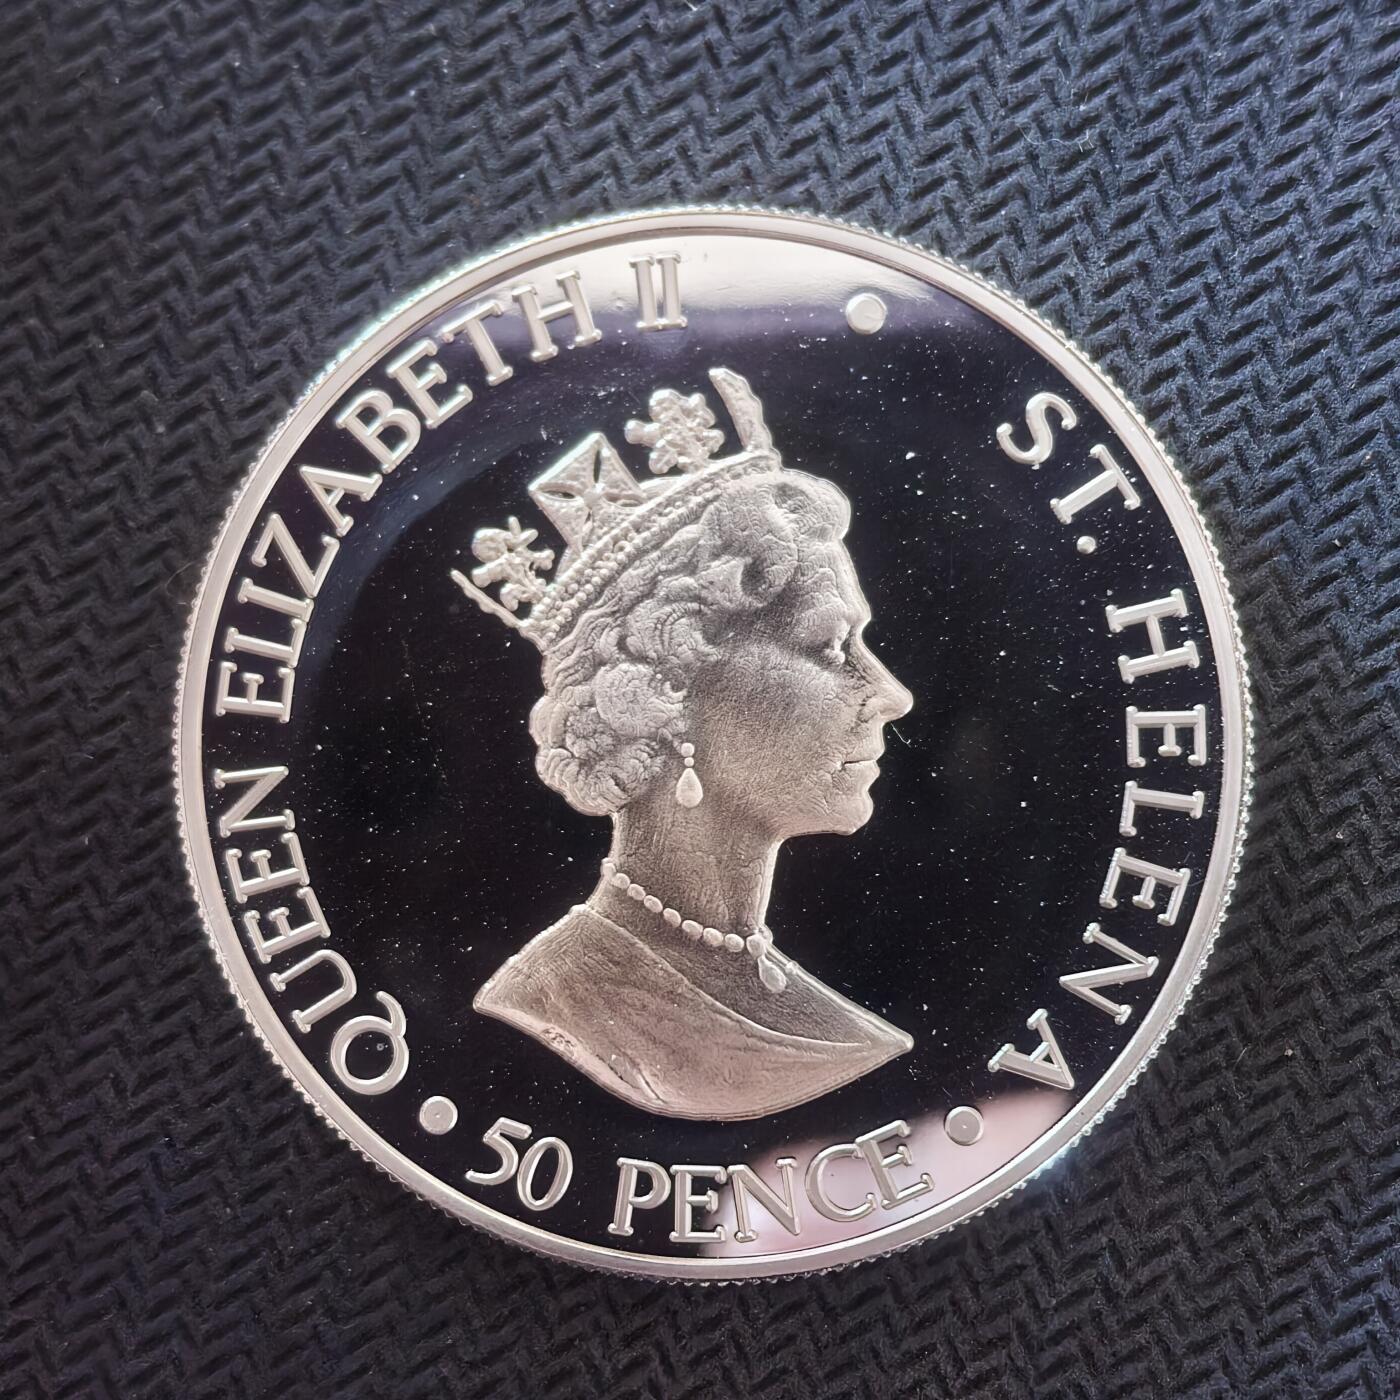 QUEEN ELIZABETH II • ST. HELENA
• 50 PENCE •